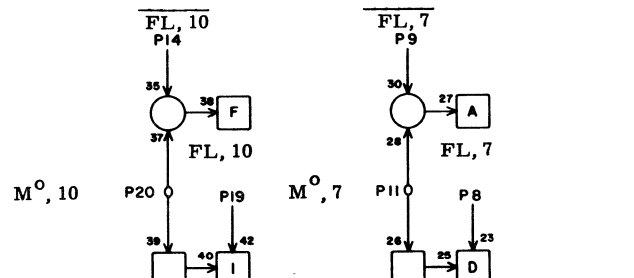 FL, 10 FL, 7
P14 P9
35 30
38 F 27 A
37 28
FL, 10 FL, 7
M°, 10 P20 P19 M°, 7 P11 P8
39 42 26 23
40 I 25 D